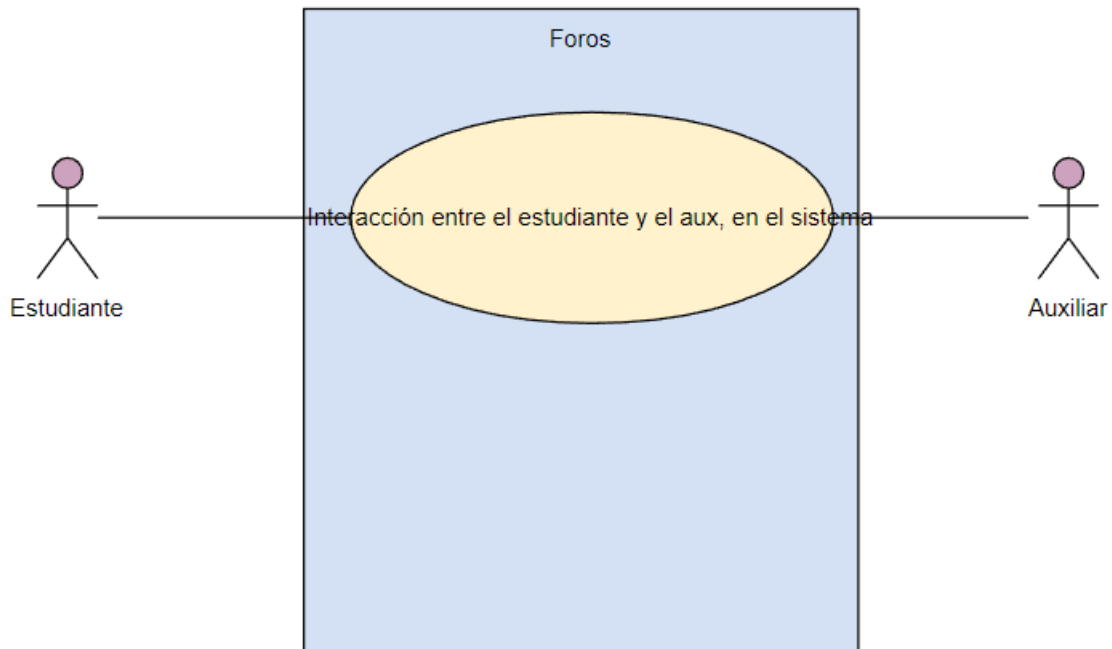 Foros
Interacción entre el estudiante y el aux, en el sistema
Estudiante
Auxiliar